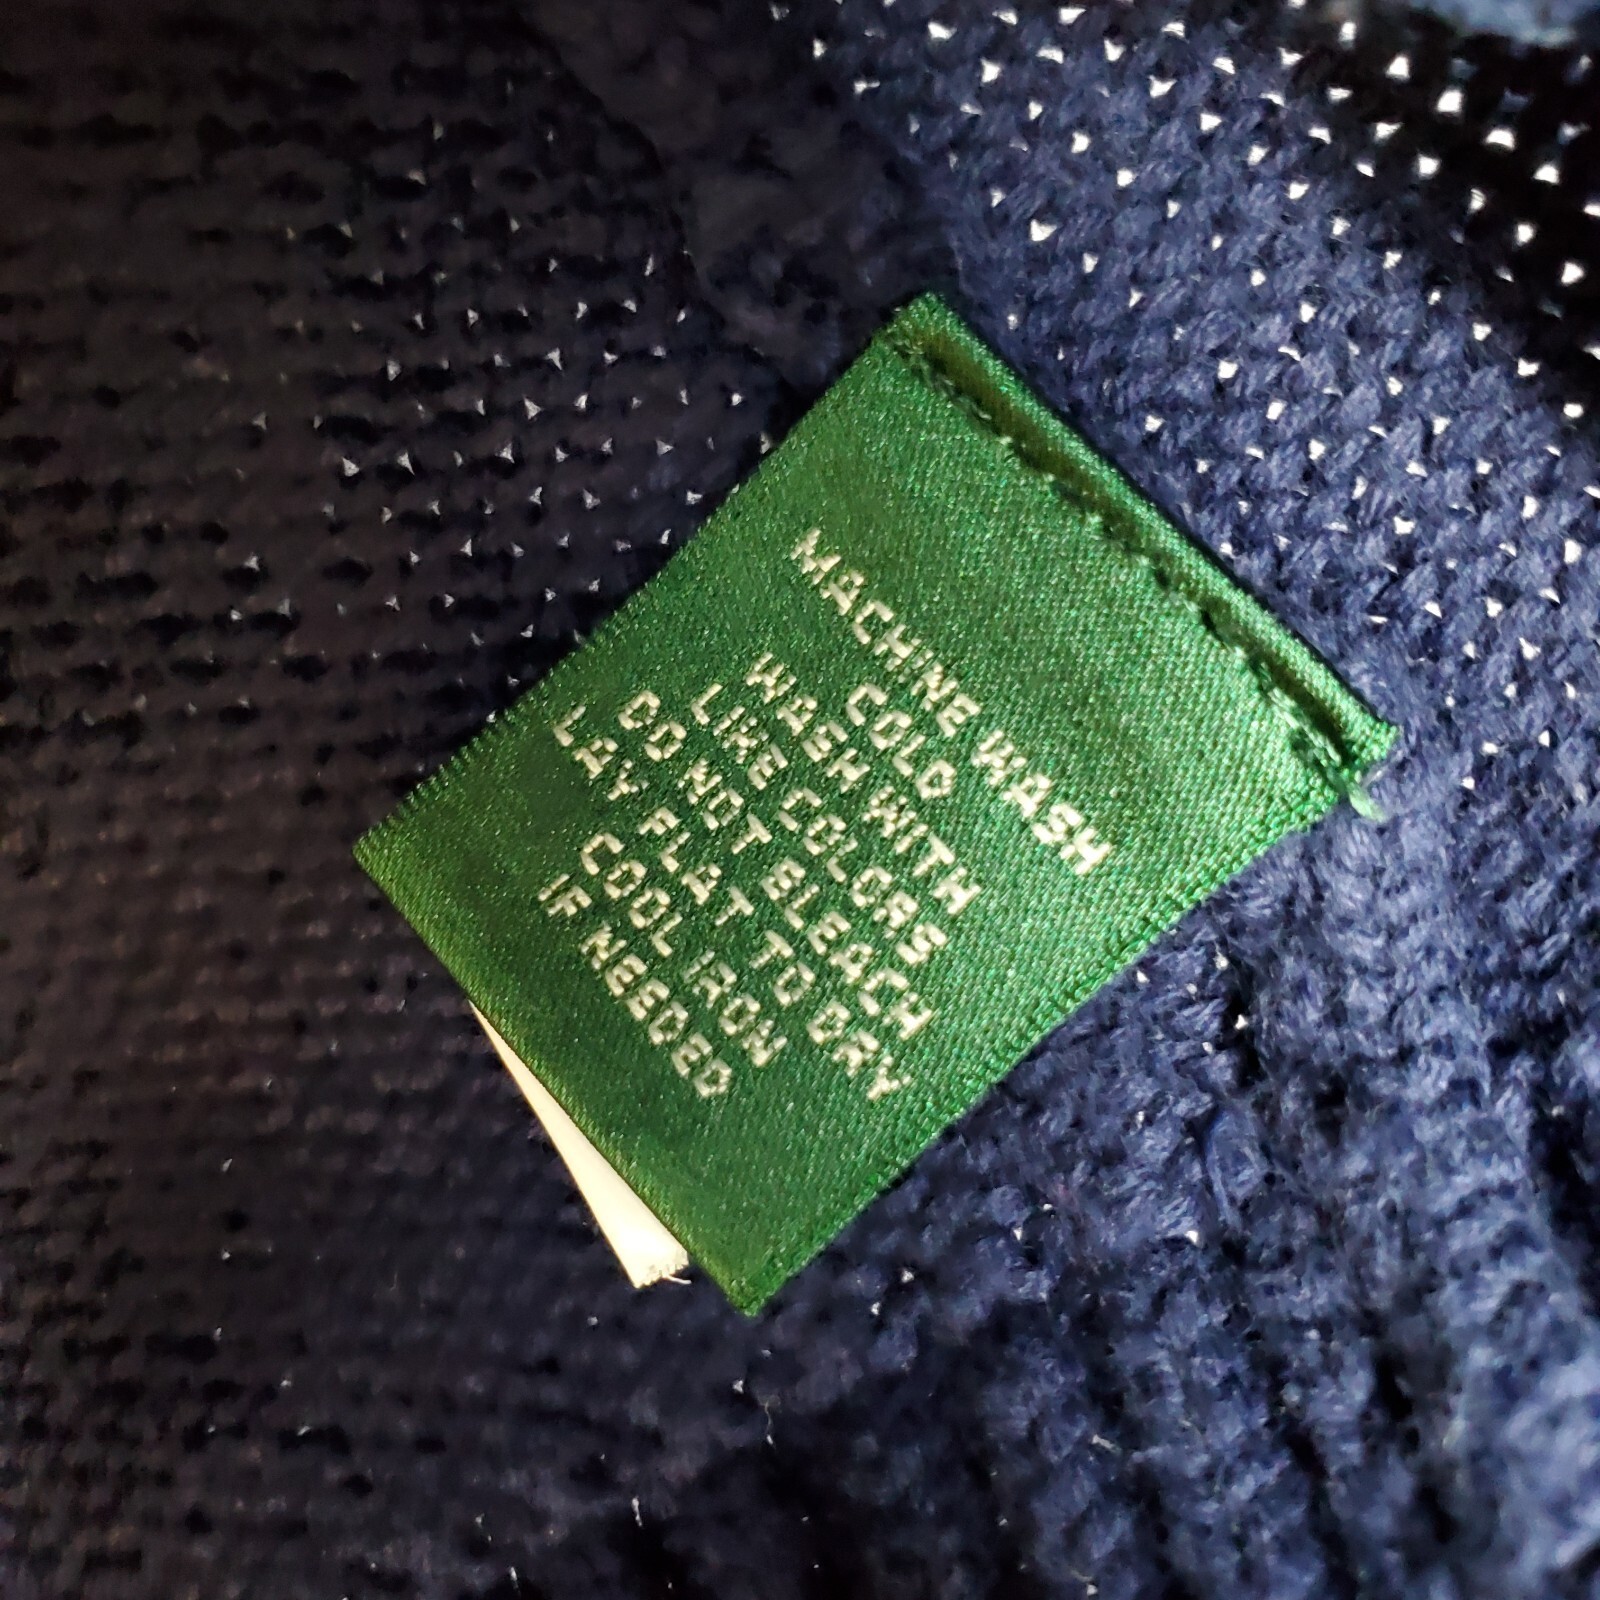 MACHINE WASH
COLD
WASH WITH
LIKE COLORS
DO NOT BLEACH
LAY FLAT TO DRY
COOL IRON
IF NEEDED